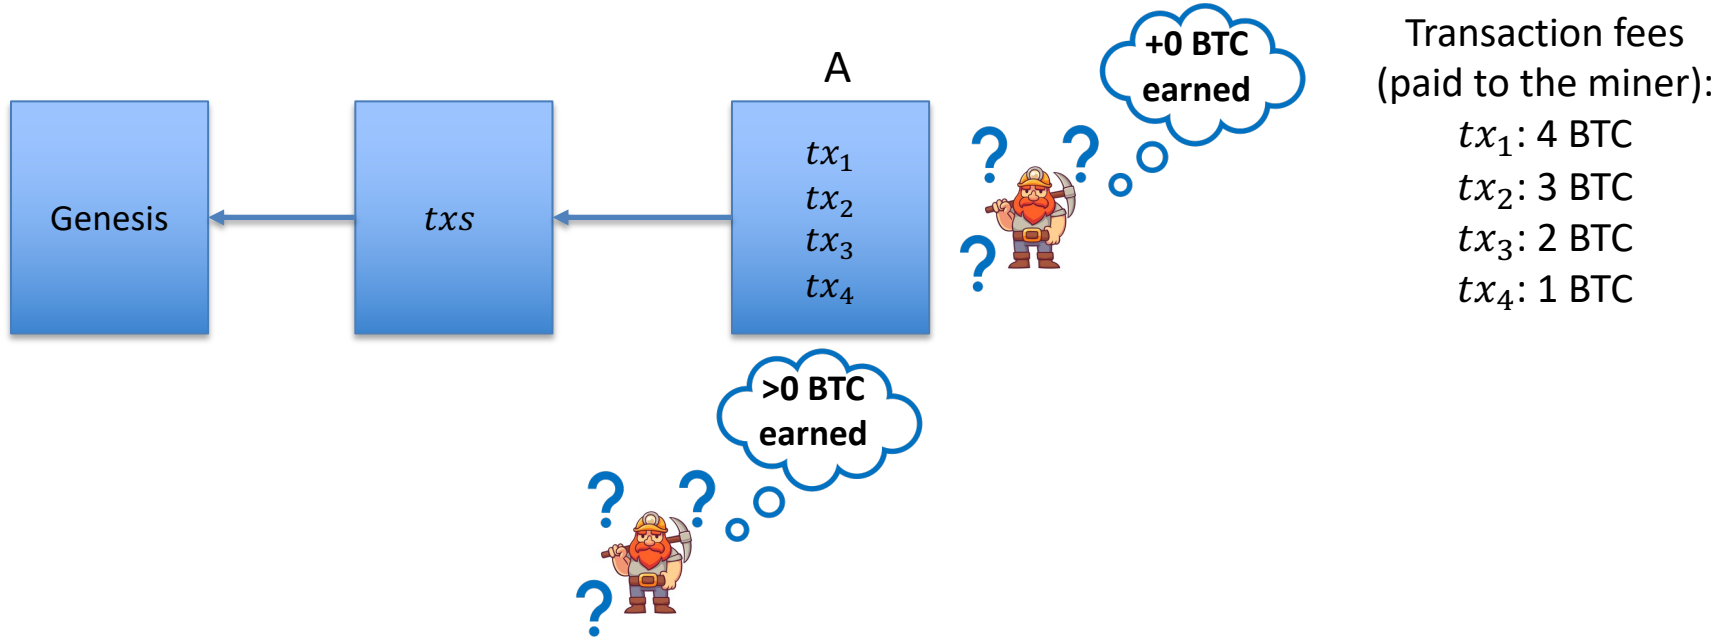 +0 BTC
earned
Transaction fees
(paid to the miner):
tx₁: 4 BTC
tx₂: 3 BTC
tx₃: 2 BTC
tx₄: 1 BTC
A
Genesis
txs
tx₁
tx₂
tx₃
tx₄
? ?
?
>0 BTC
earned
? ?
?